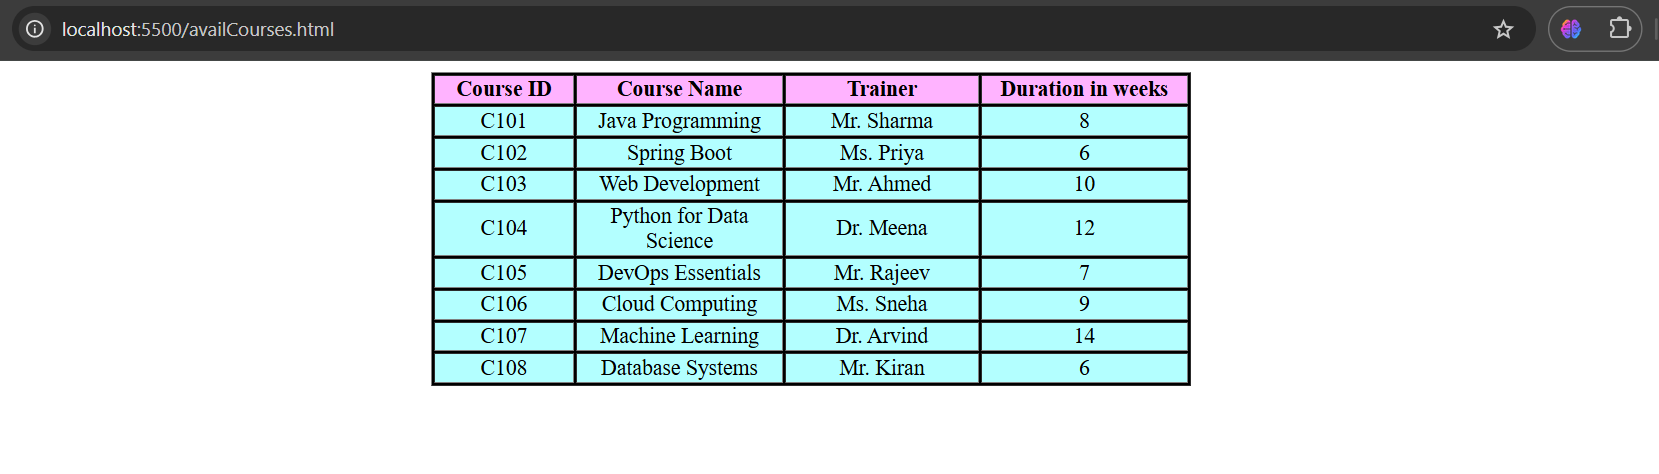 localhost:5500/availCourses.html
Course ID Course Name Trainer Duration in weeks
C101 Java Programming Mr. Sharma 8
C102 Spring Boot Ms. Priya 6
C103 Web Development Mr. Ahmed 10
C104 Python for Data Science Dr. Meena 12
C105 DevOps Essentials Mr. Rajeev 7
C106 Cloud Computing Ms. Sneha 9
C107 Machine Learning Dr. Arvind 14
C108 Database Systems Mr. Kiran 6